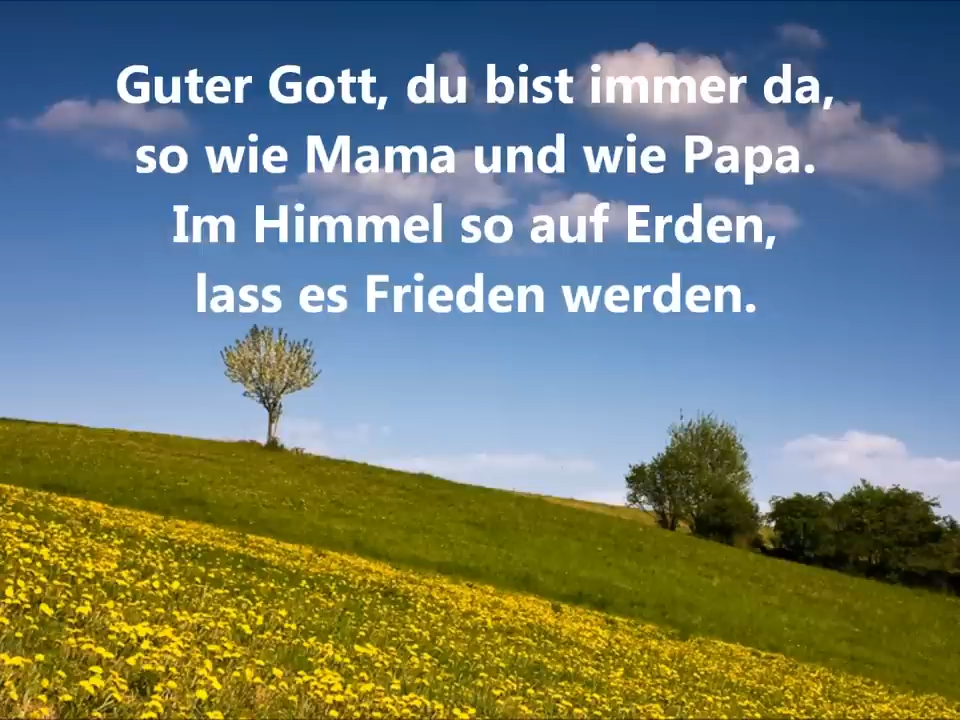 Guter Gott, du bist immer da,
so wie Mama und wie Papa.
Im Himmel so auf Erden,
lass es Frieden werden.